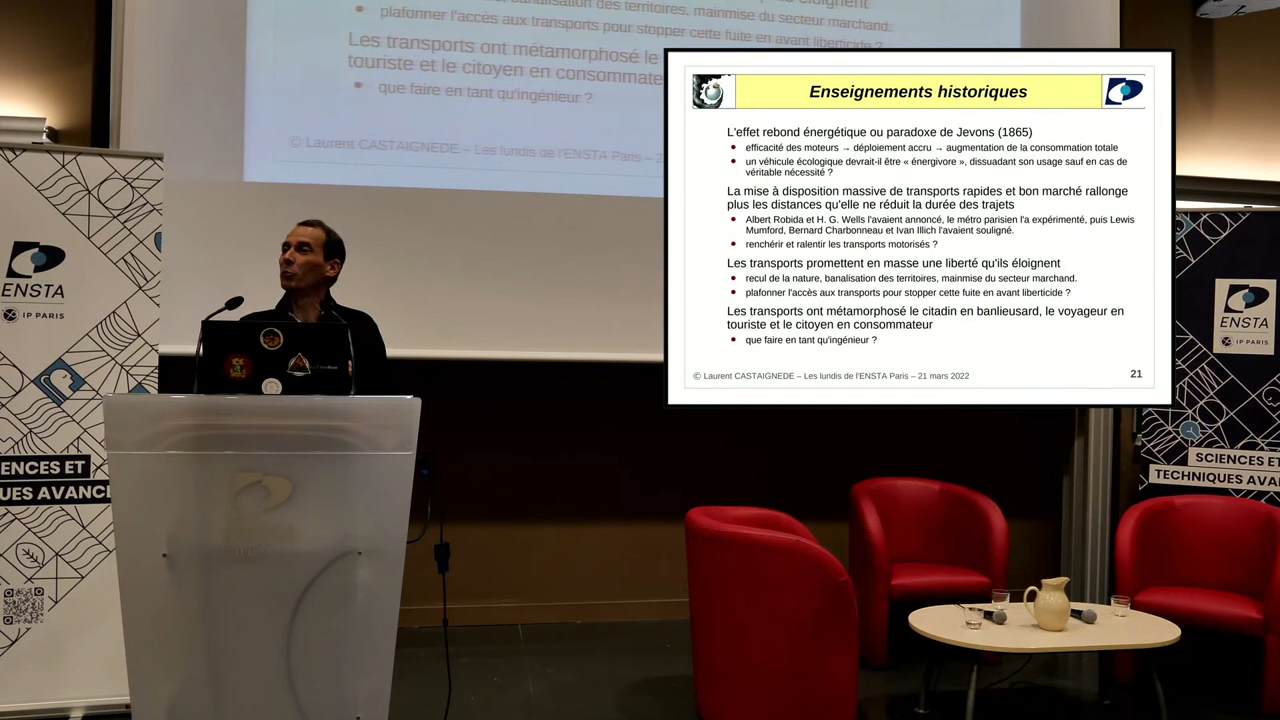 banalisation des territoires, mainmise du secteur marchand.
plafonner l'accès aux transports pour stopper cette fuite en avant liberticide ?
Les transports ont métamorphosé le
touriste et le citoyen en consommate
que faire en tant qu'ingénieur ?
© Laurent CASTAIGNEDE – Les lundis de l'ENSTA Paris – 2
Enseignements historiques
L'effet rebond énergétique ou paradoxe de Jevons (1865)
efficacité des moteurs → déploiement accru → augmentation de la consommation totale
un véhicule écologique devrait-il être « énergivore », dissuadant son usage sauf en cas de
véritable nécessité ?
La mise à disposition massive de transports rapides et bon marché rallonge
plus les distances qu'elle ne réduit la durée des trajets
Albert Robida et H. G. Wells l'avaient annoncé, le métro parisien l'a expérimenté, puis Lewis
Mumford, Bernard Charbonneau et Ivan Illich l'avaient souligné.
renchérir et ralentir les transports motorisés ?
Les transports promettent en masse une liberté qu'ils éloignent
recul de la nature, banalisation des territoires, mainmise du secteur marchand.
plafonner l'accès aux transports pour stopper cette fuite en avant liberticide ?
Les transports ont métamorphosé le citadin en banlieusard, le voyageur en
touriste et le citoyen en consommateur
que faire en tant qu'ingénieur ?
© Laurent CASTAIGNEDE – Les lundis de l'ENSTA Paris – 21 mars 2022
21
ENSTA
IP PARIS
ENCES ET
UES AVANC
ENSTA
IP PARIS
SCIENCES ET
TECHNIQUES AVA